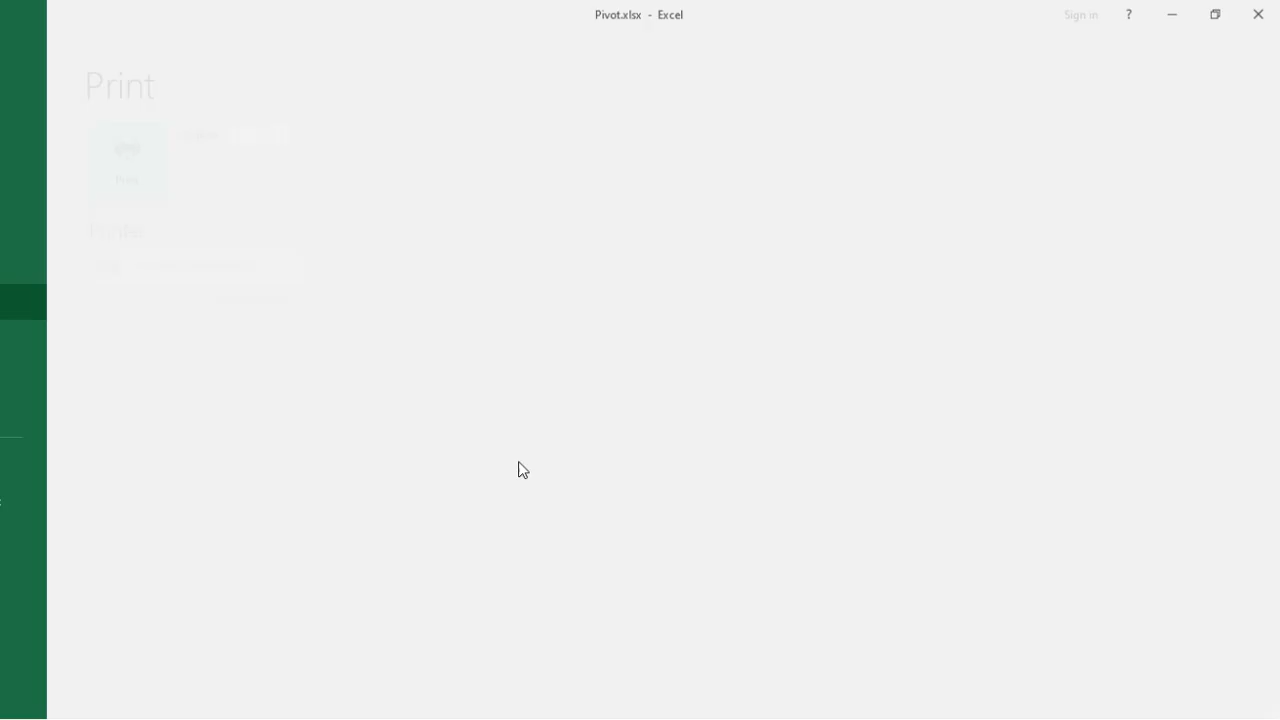 Pivot.xlsx - Excel
Sign in
?
Print
Print
Printer